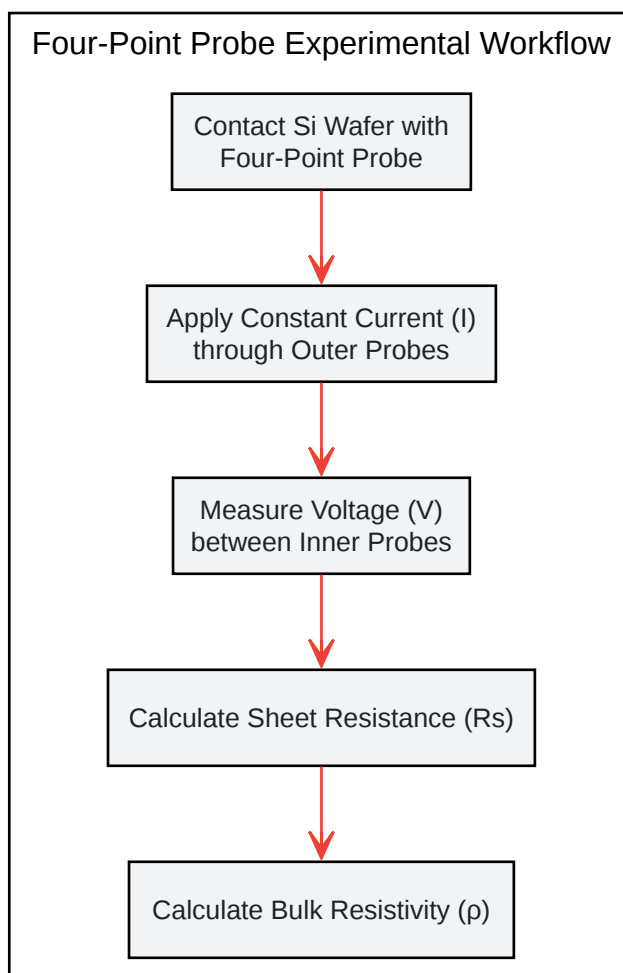 Four-Point Probe Experimental Workflow
Contact Si Wafer with
Four-Point Probe
Apply Constant Current (I)
through Outer Probes
Measure Voltage (V)
between Inner Probes
Calculate Sheet Resistance (Rs)
Calculate Bulk Resistivity (ρ)